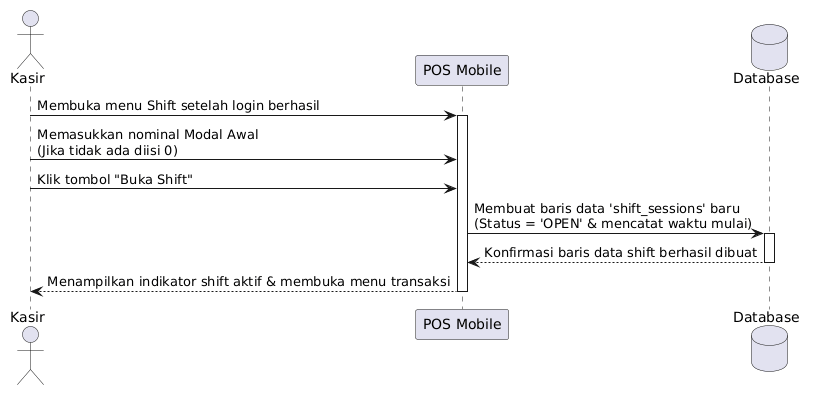 Kasir
POS Mobile
Database
Membuka menu Shift setelah login berhasil
Memasukkan nominal Modal Awal
(Jika tidak ada diisi 0)
Klik tombol "Buka Shift"
Membuat baris data 'shift_sessions' baru
(Status = 'OPEN' & mencatat waktu mulai)
Konfirmasi baris data shift berhasil dibuat
Menampilkan indikator shift aktif & membuka menu transaksi
Kasir
POS Mobile
Database